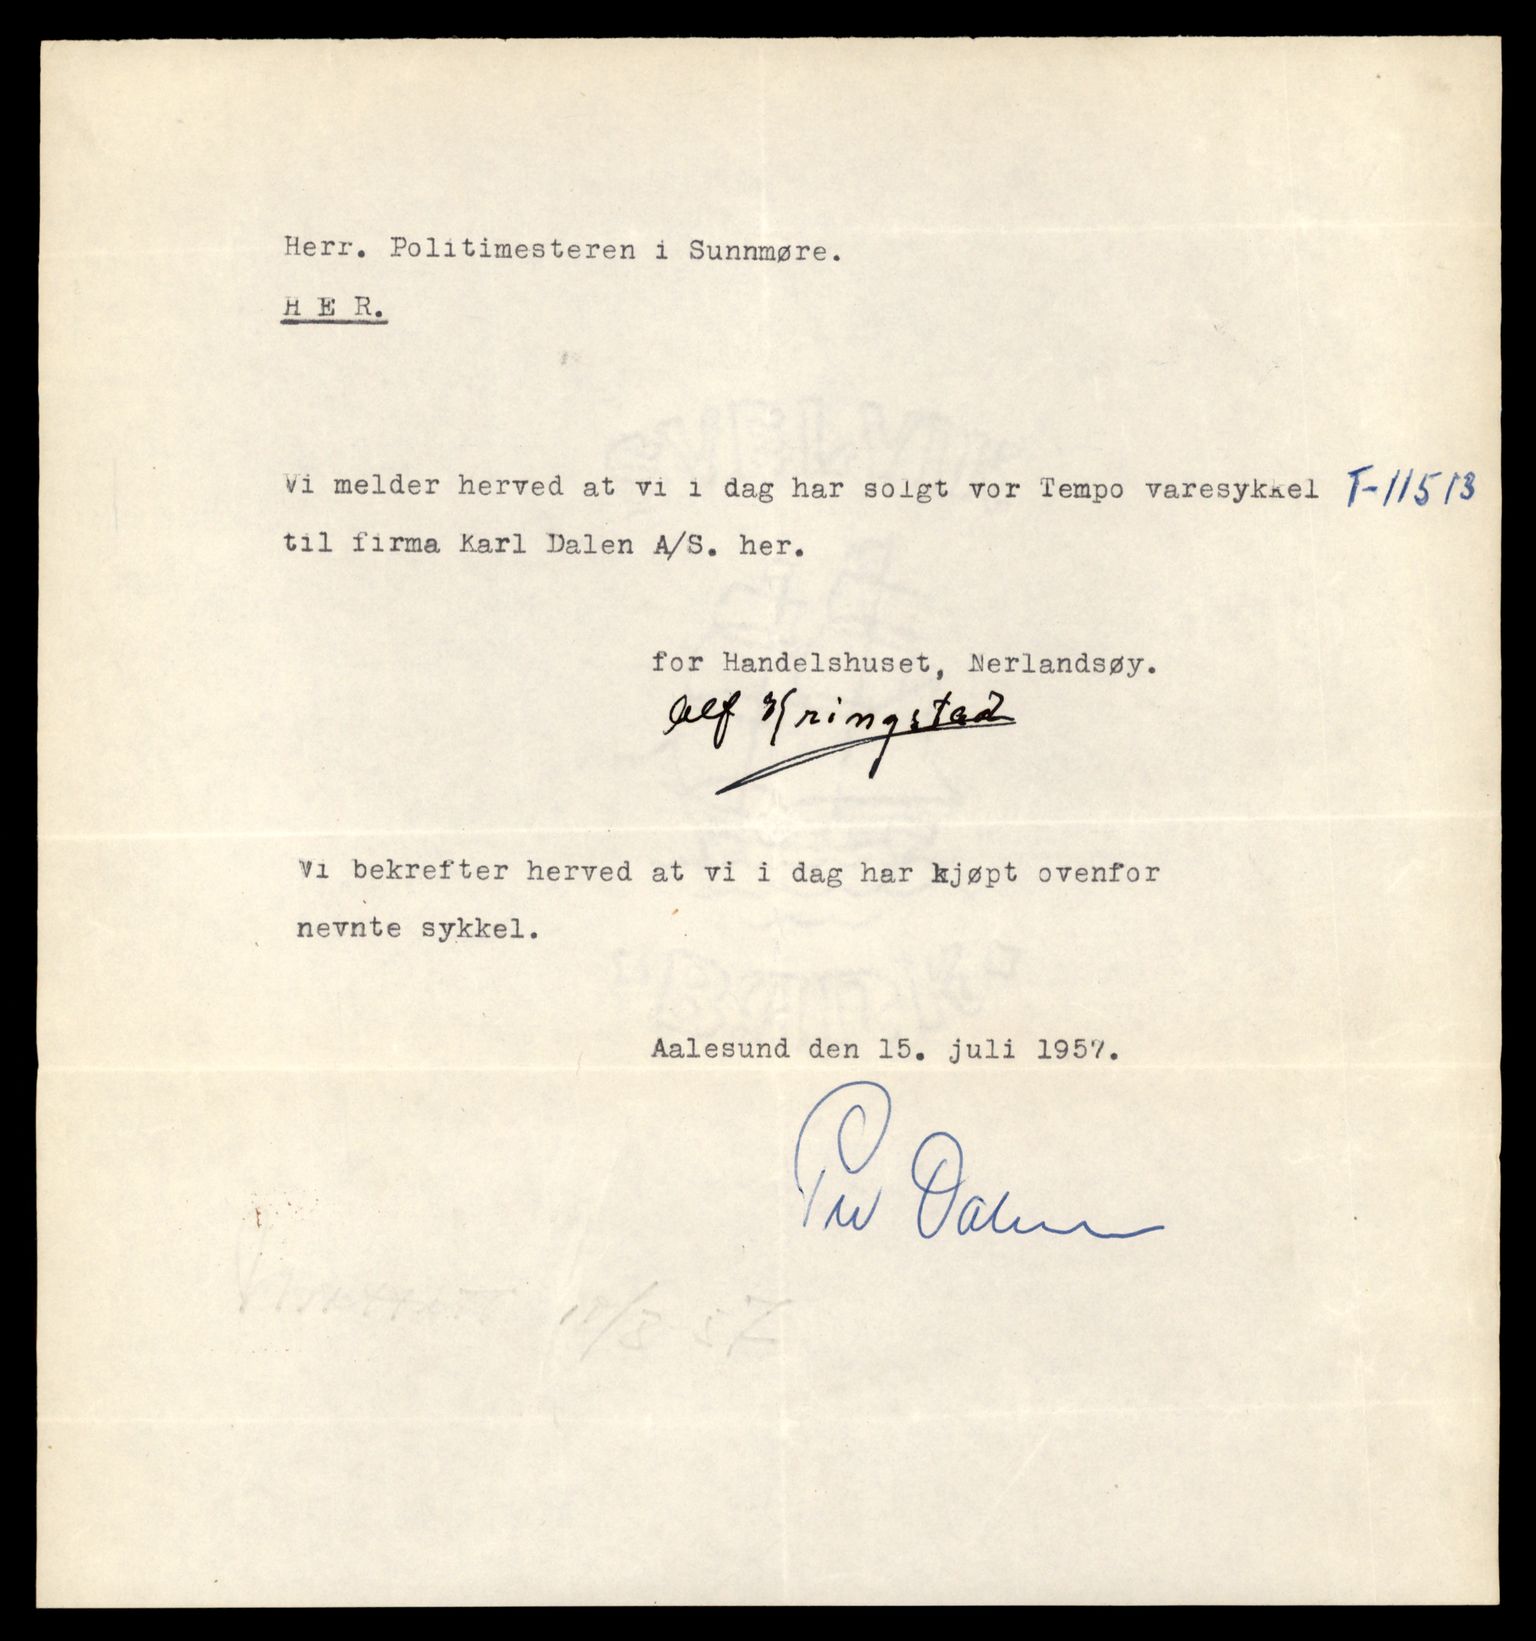 Herr. Politimesteren i Sunnmøre.
H E R.
Vi melder herved at vi i dag har solgt vor Tempo varesykkel T-11513
til firma Karl Dalen A/S. her.
for Handelshuset, Nerlandsøy.
Alf Kringstad
Vi bekrefter herved at vi i dag har kjøpt ovenfor
nevnte sykkel.
Aalesund den 15. juli 1957.
Dalen